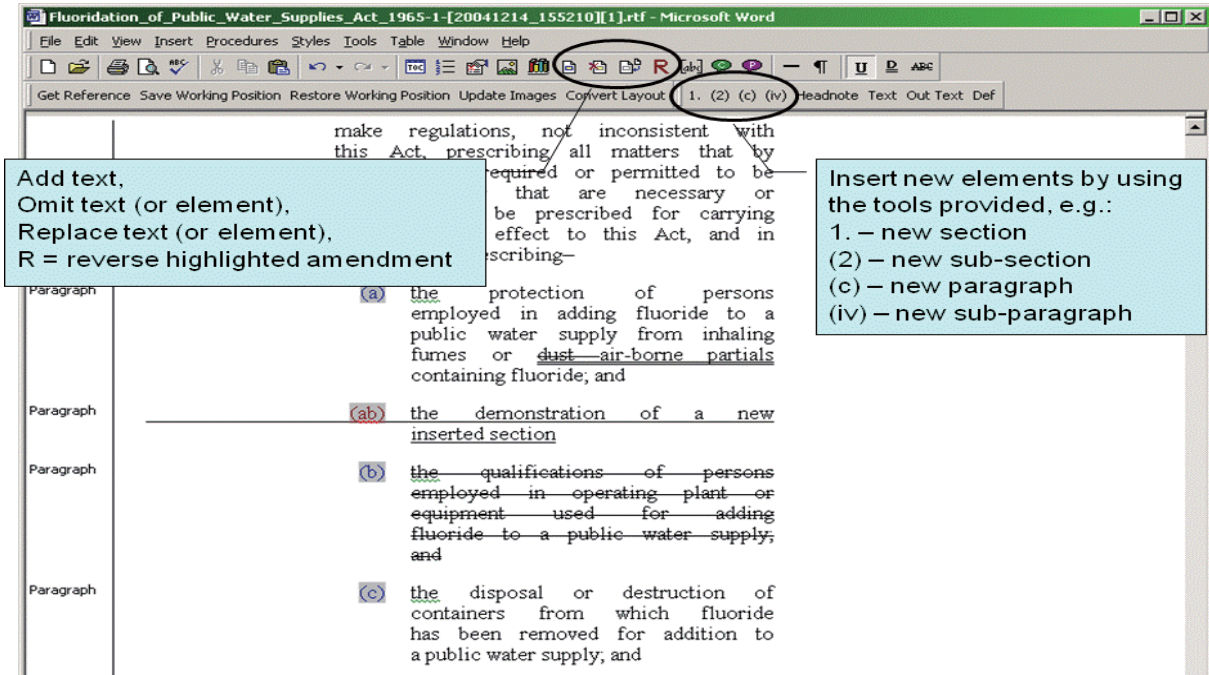 Fluoridation_of_Public_Water_Supplies_Act_1965-1-[20041214_155210][1].rtf - Microsoft Word
File Edit View Insert Procedures Styles Tools Table Window Help
ABC TOC R [ab] C P ¶ U D ABC
Get Reference Save Working Position Restore Working Position Update Images Convert Layout 1. (2) (c) (iv) Headnote Text Out Text Def
make regulations, not inconsistent with
this Act, prescribing all matters that by
required or permitted to be
that are necessary or
be prescribed for carrying
effect to this Act, and in
scribing–
Add text,
Omit text (or element),
Replace text (or element),
R = reverse highlighted amendment
Insert new elements by using
the tools provided, e.g.:
1. – new section
(2) – new sub-section
(c) – new paragraph
(iv) – new sub-paragraph
Paragraph (a) the protection of persons
employed in adding fluoride to a
public water supply from inhaling
fumes or dust air-borne partials
containing fluoride; and
Paragraph (ab) the demonstration of a new
inserted section
Paragraph (b) the qualifications of persons
employed in operating plant or
equipment used for adding
fluoride to a public water supply;
and
Paragraph (c) the disposal or destruction of
containers from which fluoride
has been removed for addition to
a public water supply; and